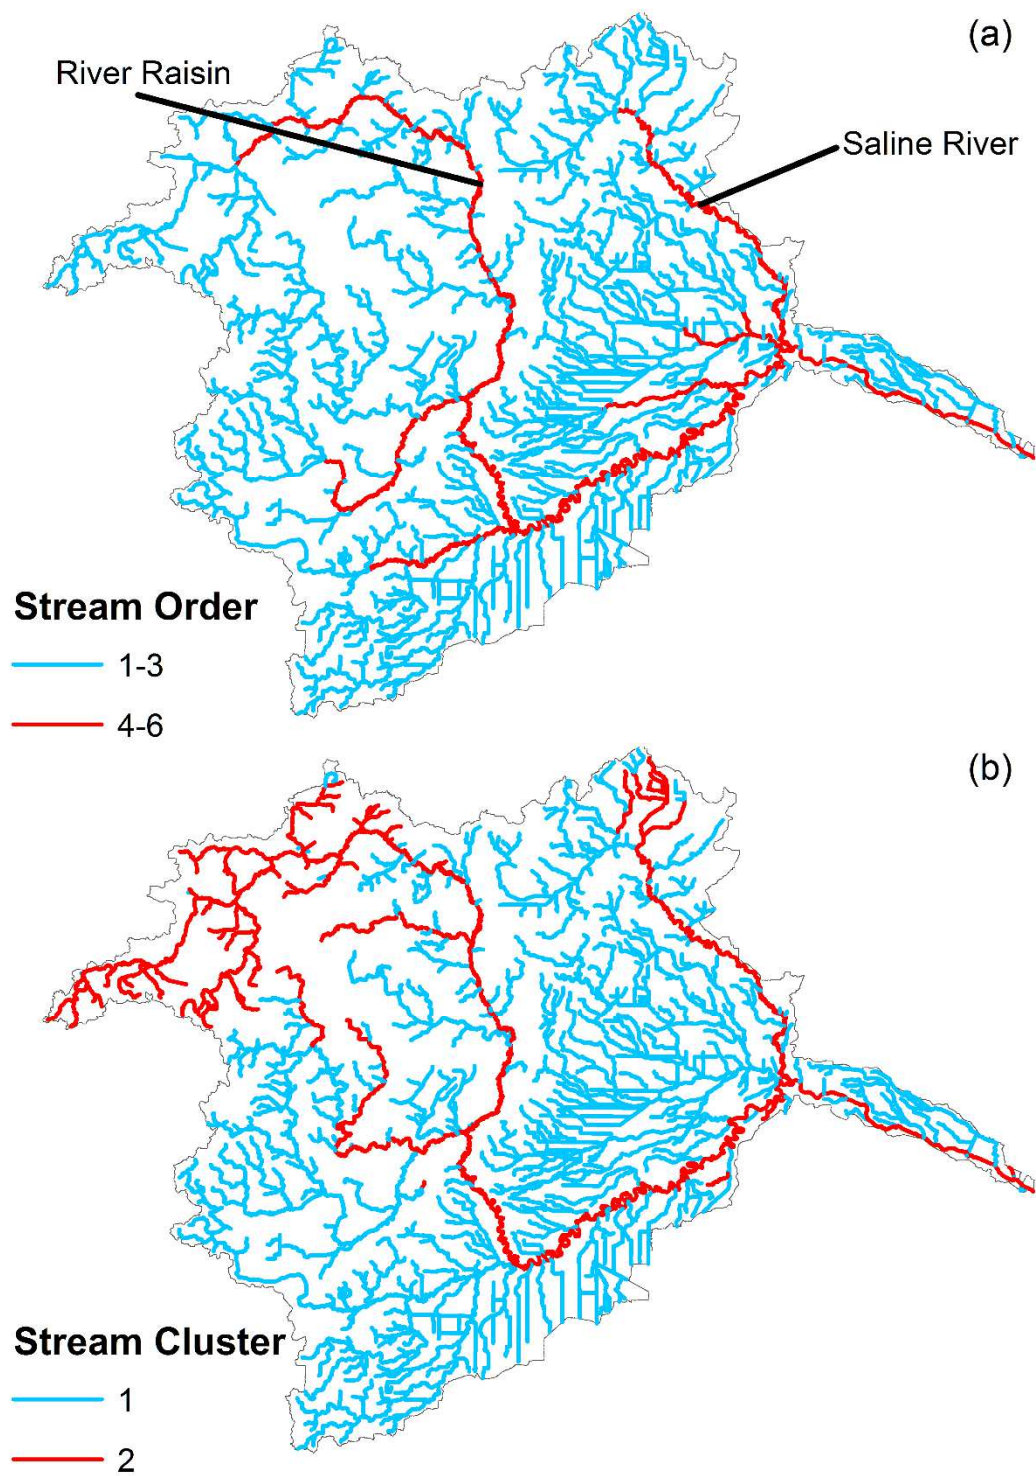 (a)
River Raisin
Saline River
Stream Order
1-3
4-6
(b)
Stream Cluster
1
2